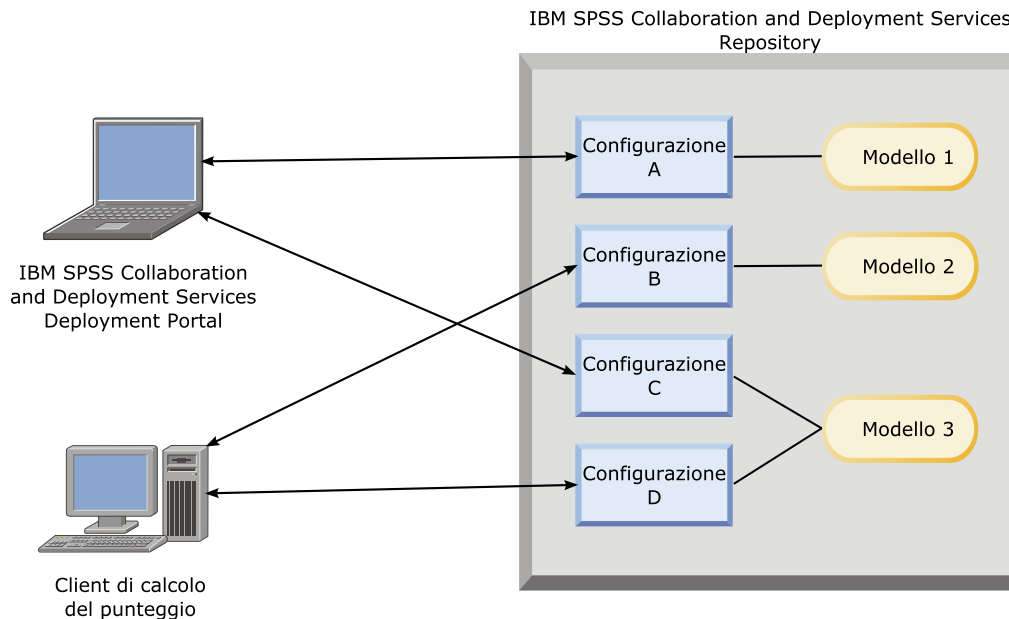 IBM SPSS Collaboration and Deployment Services
Repository
Configurazione
A
Modello 1
Configurazione
B
Modello 2
Configurazione
C
Modello 3
Configurazione
D
IBM SPSS Collaboration
and Deployment Services
Deployment Portal
Client di calcolo
del punteggio